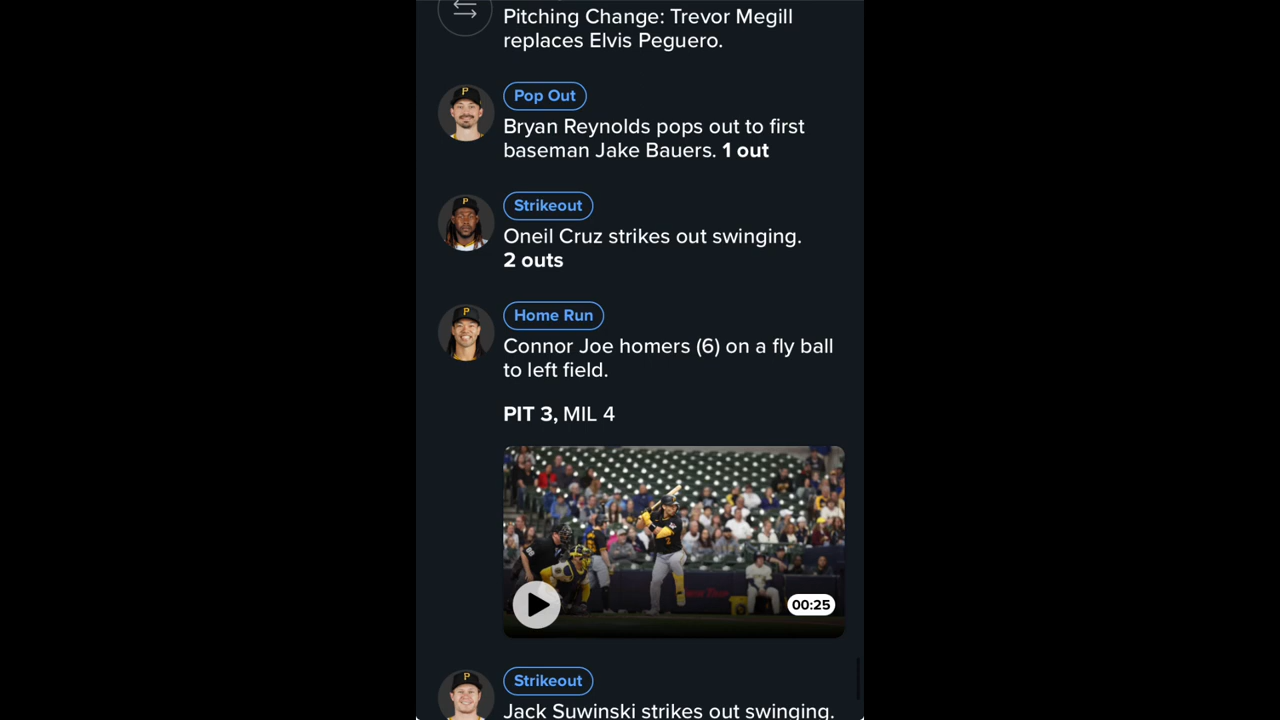 Pitching Change: Trevor Megill
replaces Elvis Peguero.
Pop Out
Bryan Reynolds pops out to first
baseman Jake Bauers. 1 out
Strikeout
Oneil Cruz strikes out swinging.
2 outs
Home Run
Connor Joe homers (6) on a fly ball
to left field.
PIT 3, MIL 4
00:25
Strikeout
Jack Suwinski strikes out swinging.